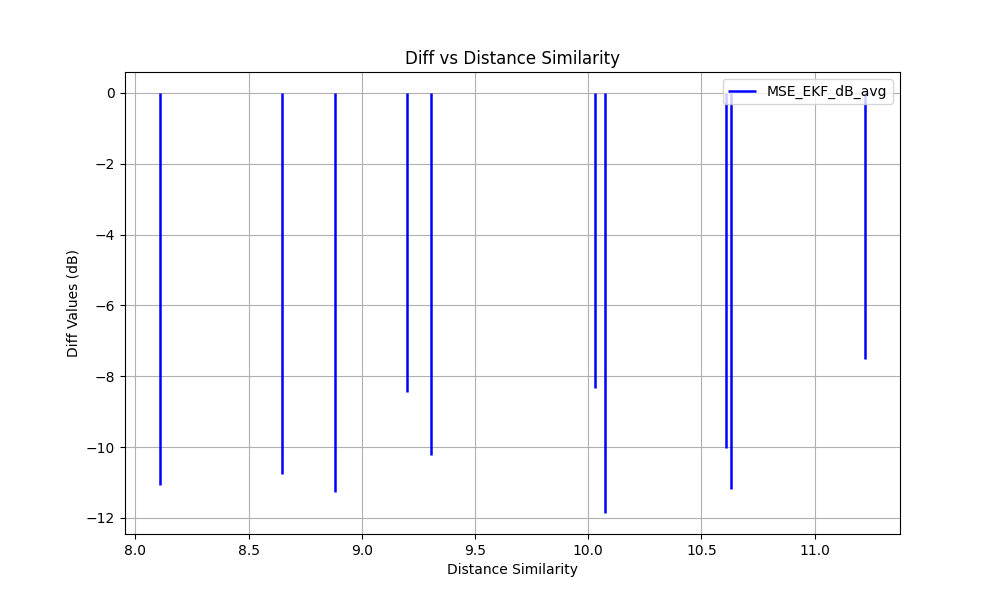 Diff vs Distance Similarity
MSE_EKF_dB_avg
Diff Values (dB)
0
−2
−4
−6
−8
−10
−12
8.0 8.5 9.0 9.5 10.0 10.5 11.0
Distance Similarity